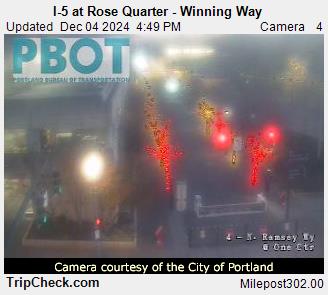 I-5 at Rose Quarter - Winning Way
Updated Dec 04 2024 4:49 PM Camera 4
PBOT
PORTLAND BUREAU OF TRANSPORTATION
4 - N. Ramsey Wy
@ One Ctr
Camera courtesy of the City of Portland
TripCheck.com Milepost302.00